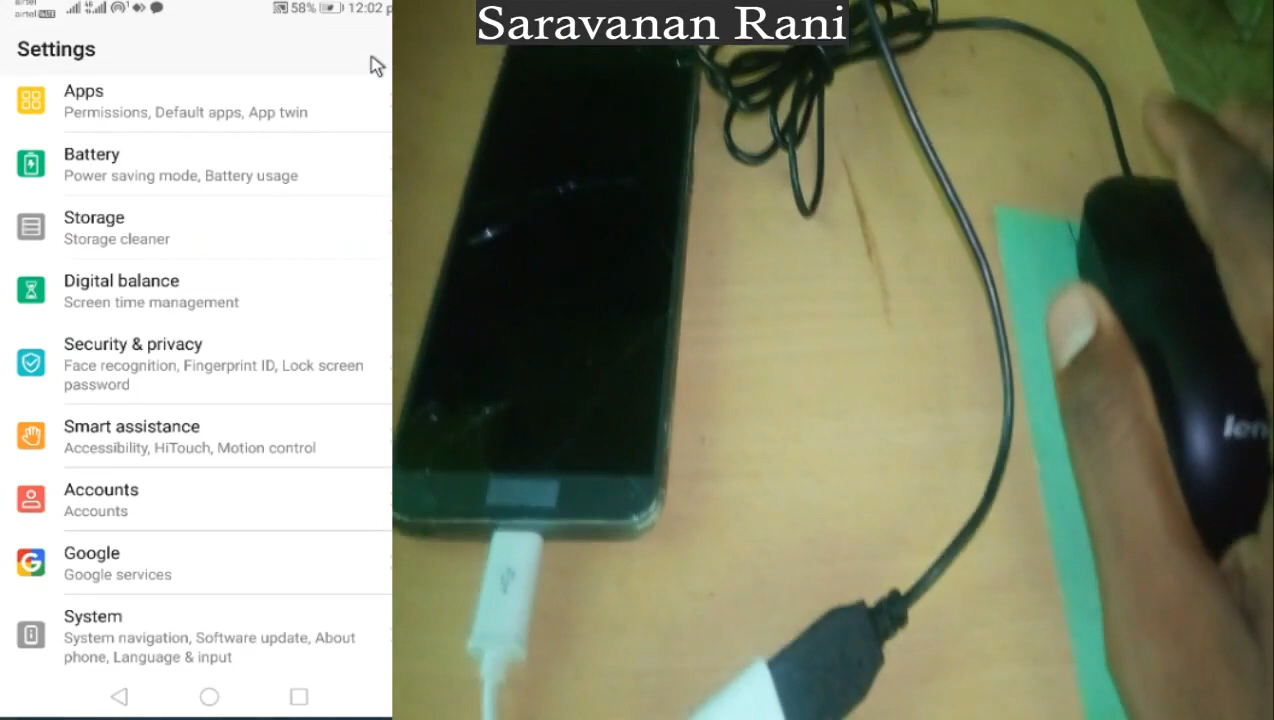 airtel
airtel
58% 12:02
Saravanan Rani
Settings
Apps
Permissions, Default apps, App twin
Battery
Power saving mode, Battery usage
Storage
Storage cleaner
Digital balance
Screen time management
Security & privacy
Face recognition, Fingerprint ID, Lock screen
password
Smart assistance
Accessibility, HiTouch, Motion control
Accounts
Accounts
Google
Google services
System
System navigation, Software update, About
phone, Language & input
len